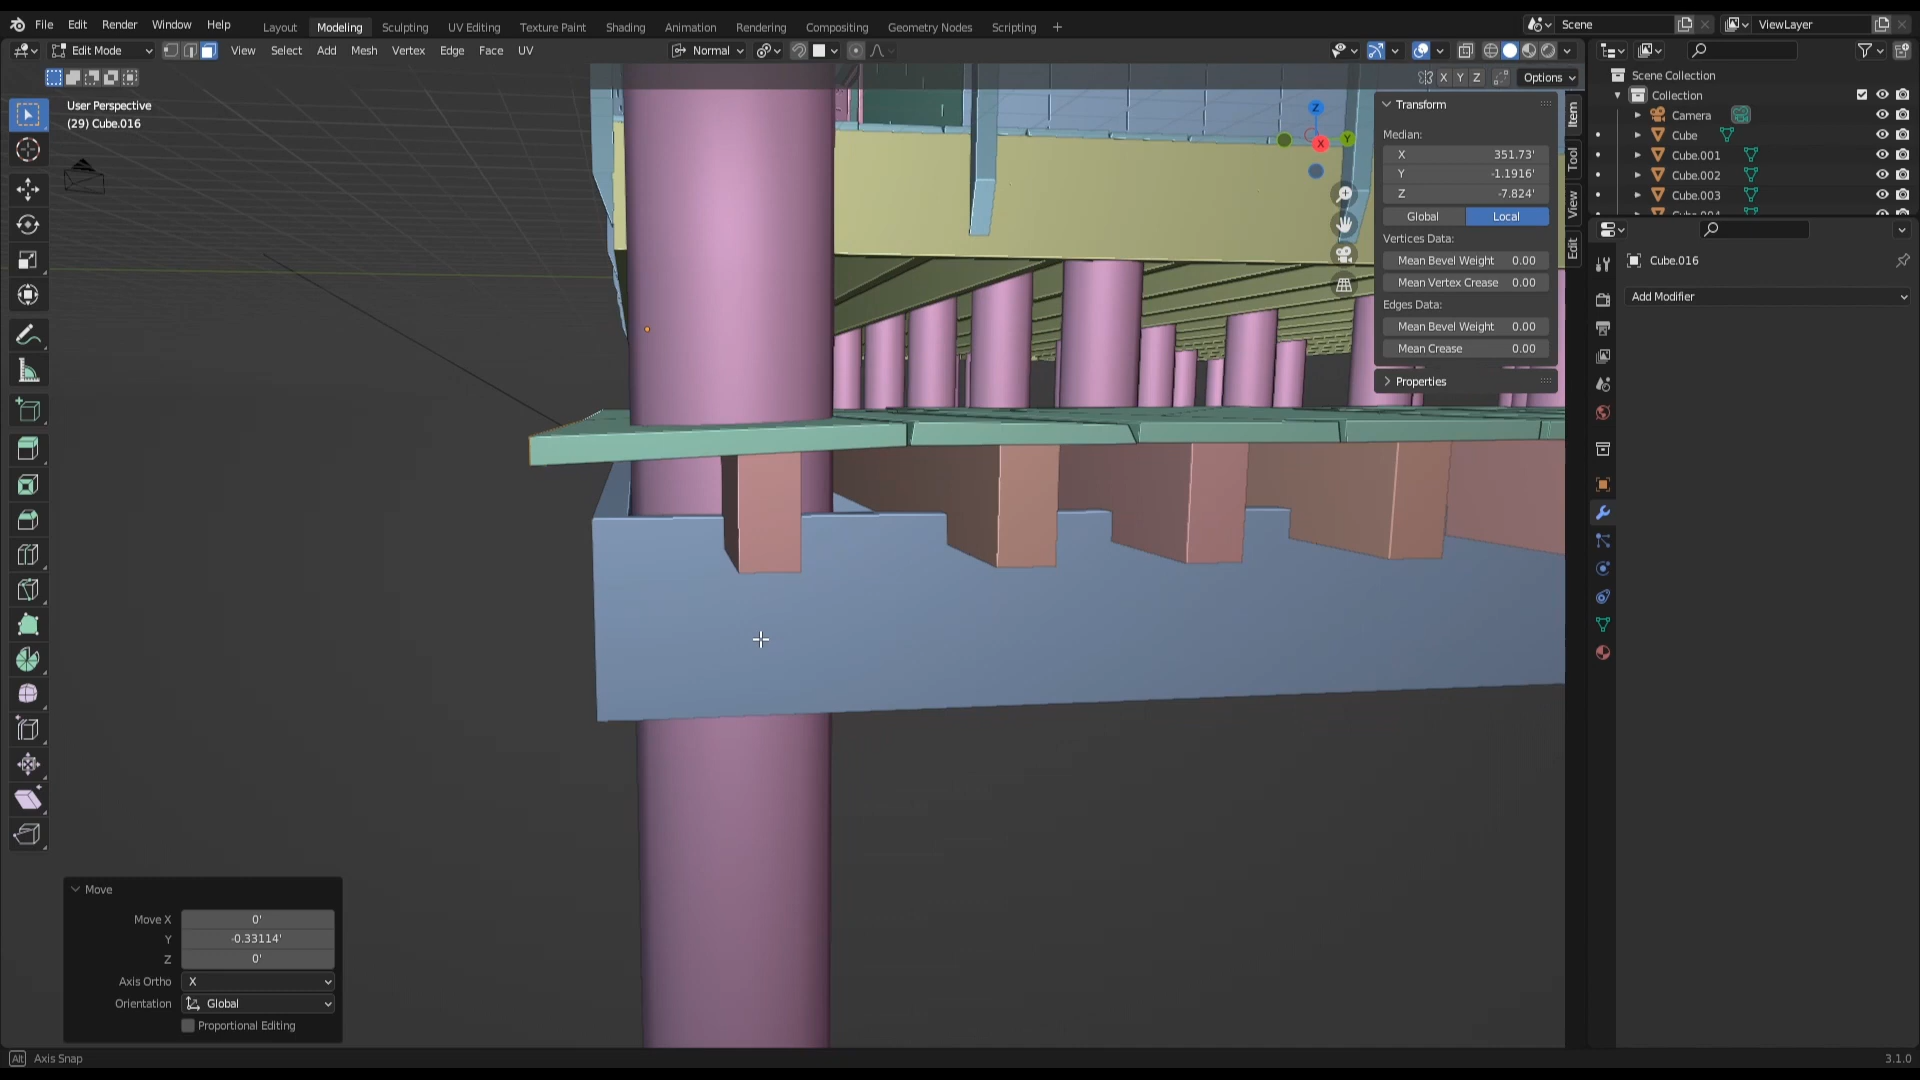 File Edit Render Window Help Layout Modeling Sculpting UV Editing Texture Paint Shading Animation Rendering Compositing Geometry Nodes Scripting + Scene ViewLayer
Edit Mode View Select Add Mesh Vertex Edge Face UV Normal
X Y Z Options
Scene Collection
Collection
Camera
Cube
Cube.001
Cube.002
Cube.003
User Perspective
(29) Cube.016
Z
Y
X
Transform
Median:
X 351.73'
Y -1.1916'
Z -7.824'
Global Local
Vertices Data:
Mean Bevel Weight 0.00
Mean Vertex Crease 0.00
Edges Data:
Mean Bevel Weight 0.00
Mean Crease 0.00
Properties
Item
Tool
View
Edit
Cube.016
Add Modifier
Move
Move X 0'
Y -0.33114'
Z 0'
Axis Ortho X
Orientation Global
Proportional Editing
Alt Axis Snap
3.1.0